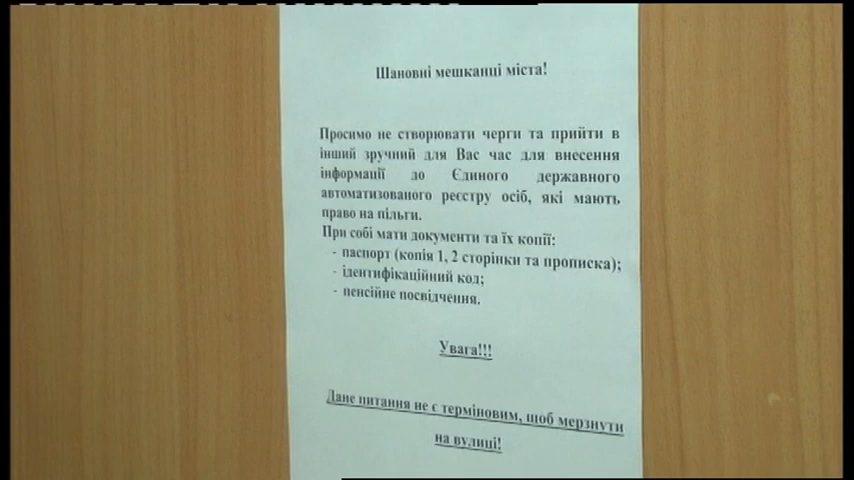 Шановні мешканці міста!
Просимо не створювати черги та прийти в
інший зручний для Вас час для внесення
інформації до Єдиного державного
автоматизованого реєстру осіб, які мають
право на пільги.
При собі мати документи та їх копії:
- паспорт (копія 1, 2 сторінки та прописка);
- ідентифікаційний код;
- пенсійне посвідчення.
Увага!!!
Дане питання не є терміновим, щоб мерзнути
на вулиці!